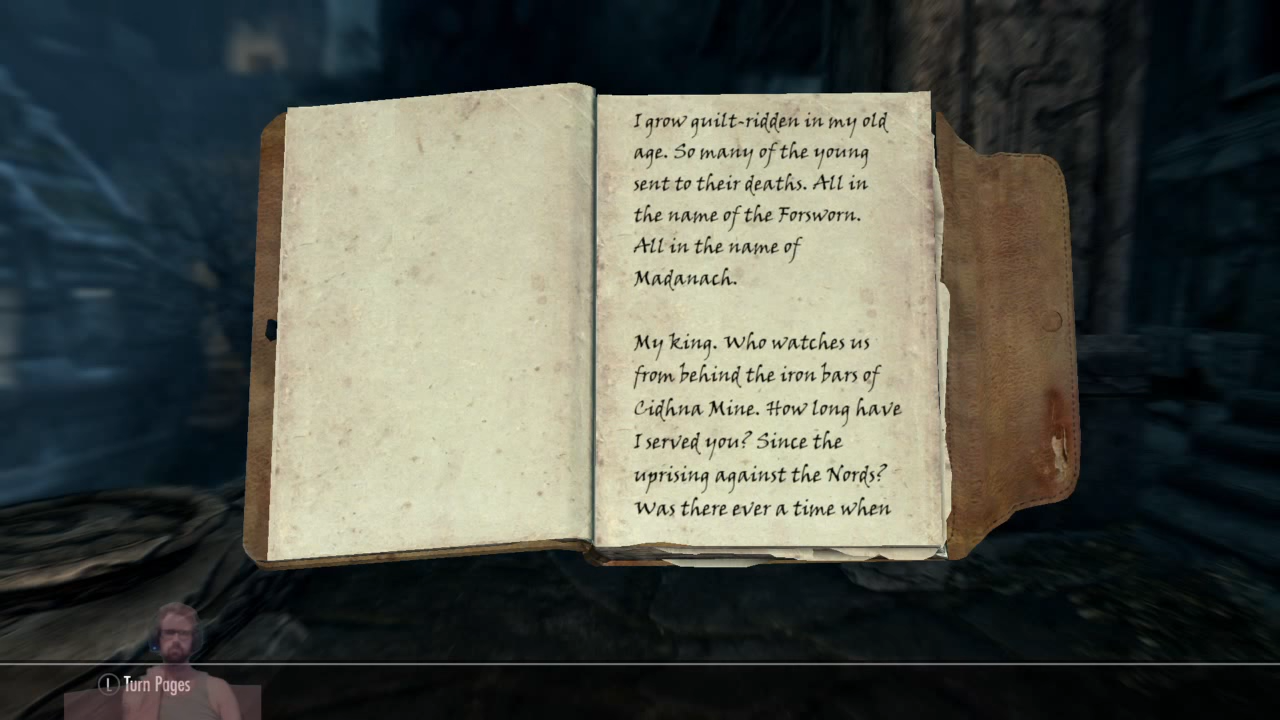 I grow guilt-ridden in my old
age. So many of the young
sent to their deaths. All in
the name of the Forsworn.
All in the name of
Madanach.
My king. Who watches us
from behind the iron bars of
Cidhna Mine. How long have
I served you? Since the
uprising against the Nords?
Was there ever a time when
L Turn Pages